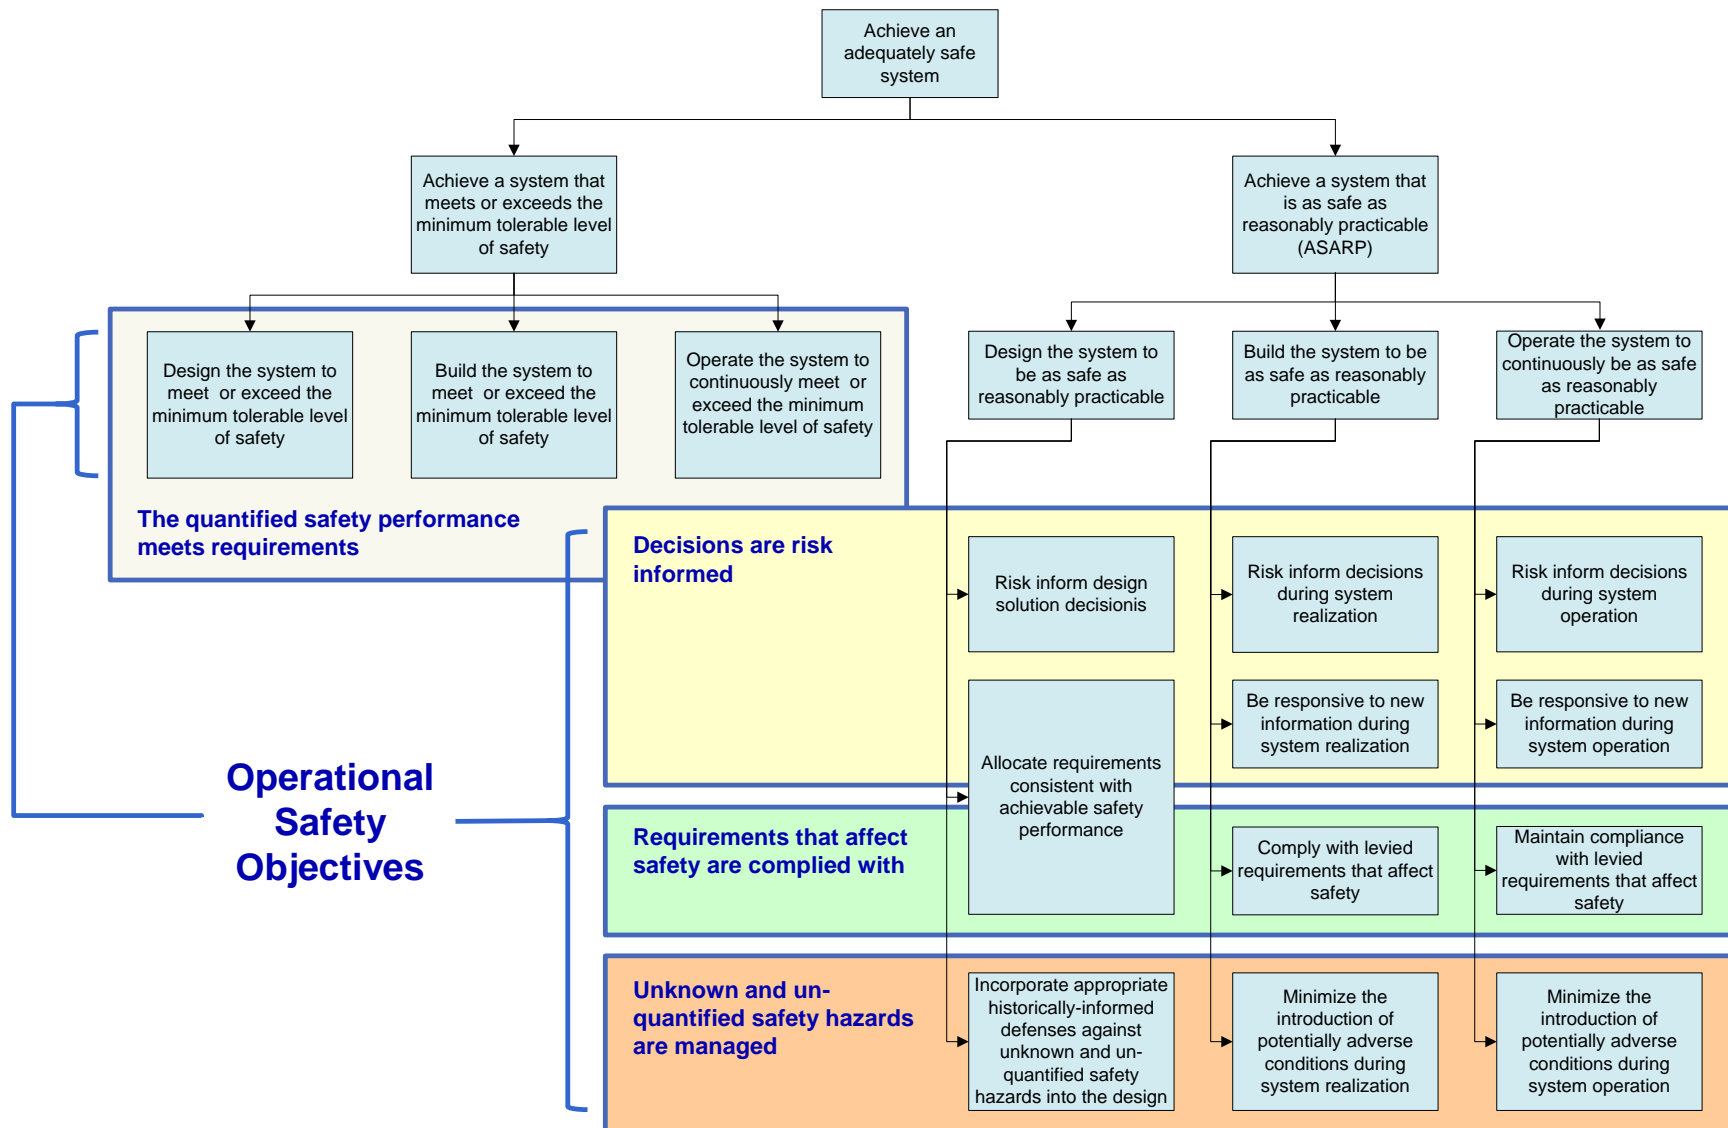 Achieve an
adequately safe
system
Achieve a system that
meets or exceeds the
minimum tolerable level
of safety
Achieve a system that
is as safe as
reasonably practicable
(ASARP)
Design the system to
meet or exceed the
minimum tolerable level
of safety
Build the system to
meet or exceed the
minimum tolerable level
of safety
Operate the system to
continuously meet or
exceed the minimum
tolerable level of safety
Design the system to
be as safe as
reasonably practicable
Build the system to be
as safe as reasonably
practicable
Operate the system to
continuously be as safe
as reasonably
practicable
The quantified safety performance
meets requirements
Decisions are risk
informed
Risk inform design
solution decisionis
Risk inform decisions
during system
realization
Risk inform decisions
during system
operation
Allocate requirements
consistent with
achievable safety
performance
Be responsive to new
information during
system realization
Be responsive to new
information during
system operation
Operational
Safety
Objectives
Requirements that affect
safety are complied with
Comply with levied
requirements that affect
safety
Maintain compliance
with levied
requirements that affect
safety
Unknown and un-
quantified safety hazards
are managed
Incorporate appropriate
historically-informed
defenses against
unknown and un-
quantified safety
hazards into the design
Minimize the
introduction of
potentially adverse
conditions during
system realization
Minimize the
introduction of
potentially adverse
conditions during
system operation